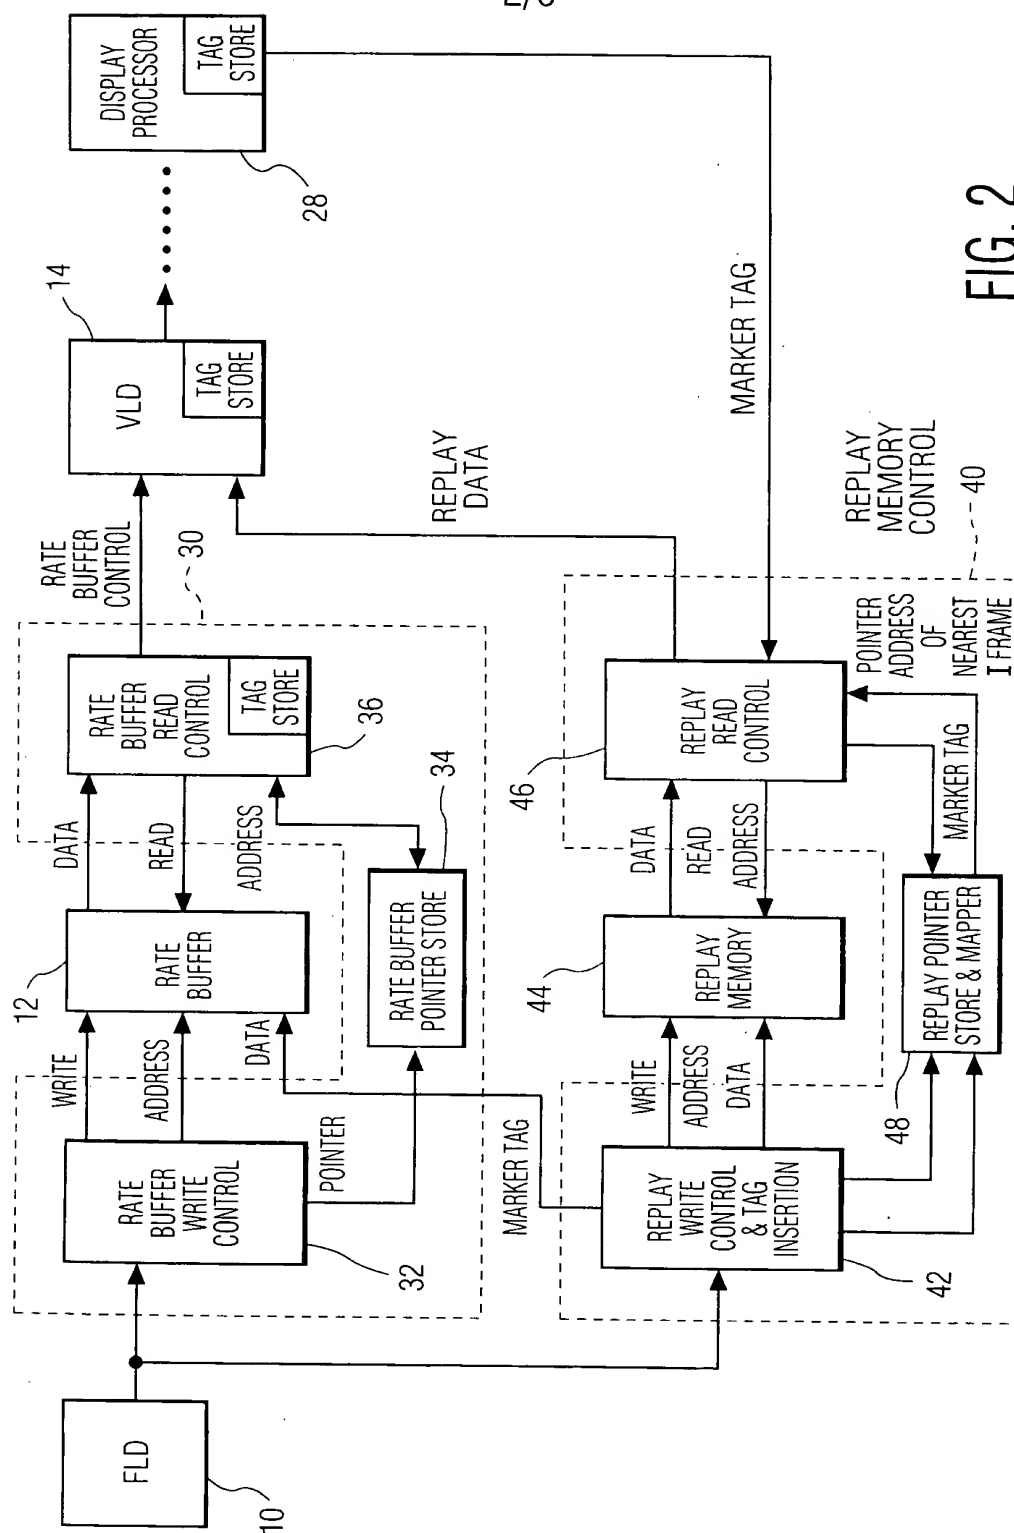 FLD
10
RATE
BUFFER
WRITE
CONTROL
32
WRITE
ADDRESS
DATA
POINTER
12
RATE
BUFFER
RATE BUFFER
POINTER STORE
34
DATA
READ
ADDRESS
RATE
BUFFER
READ
CONTROL
TAG
STORE
36
30
RATE
BUFFER
CONTROL
14
VLD
TAG
STORE
DISPLAY
PROCESSOR
TAG
STORE
28
MARKER TAG
REPLAY
DATA
MARKER TAG
REPLAY
WRITE
CONTROL
& TAG
INSERTION
42
WRITE
ADDRESS
DATA
44
REPLAY
MEMORY
REPLAY POINTER
STORE & MAPPER
48
DATA
READ
ADDRESS
46
REPLAY
READ
CONTROL
MARKER TAG
POINTER
ADDRESS
OF
NEAREST
I FRAME
REPLAY
MEMORY
CONTROL
40
FIG. 2